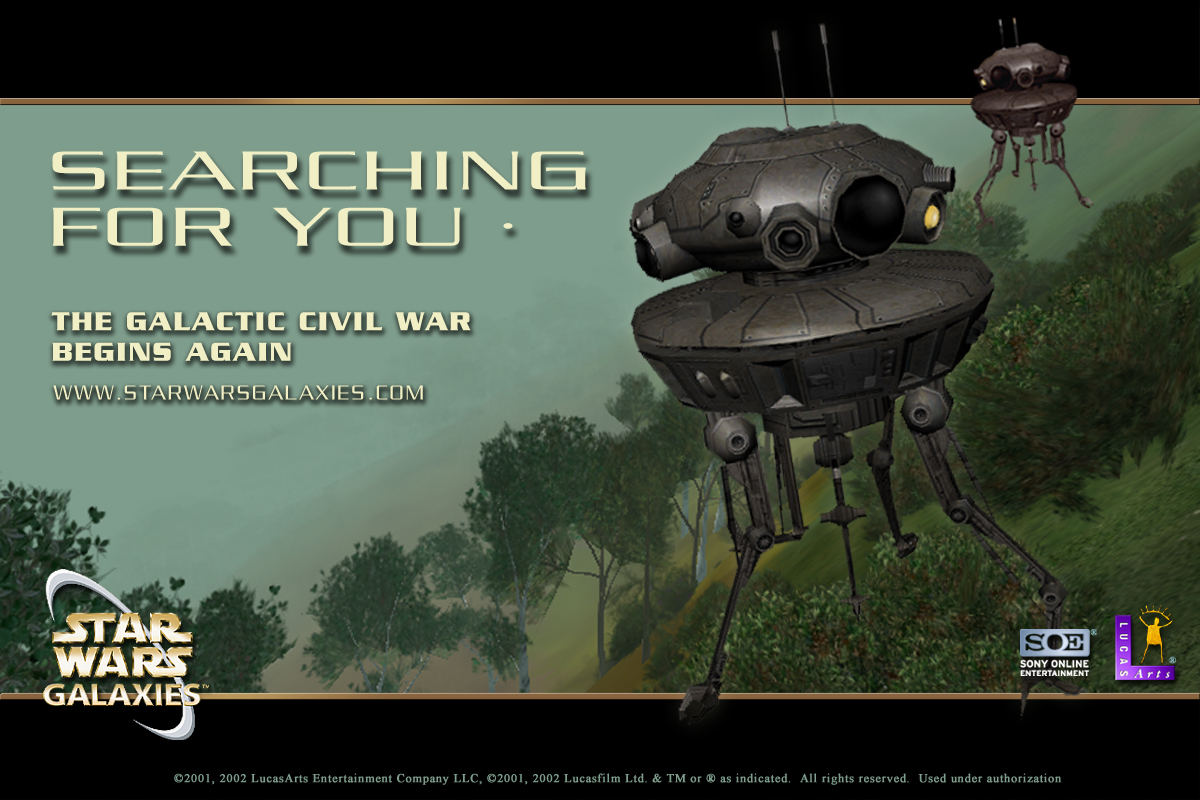 SEARCHING
FOR YOU .
THE GALACTIC CIVIL WAR
BEGINS AGAIN
WWW.STARWARSGALAXIES.COM
STAR
WARS
GALAXIES™
SOE®
SONY ONLINE
ENTERTAINMENT
LUCAS
Arts ®
©2001, 2002 LucasArts Entertainment Company LLC, ©2001, 2002 Lucasfilm Ltd. & TM or ® as indicated. All rights reserved. Used under authorization